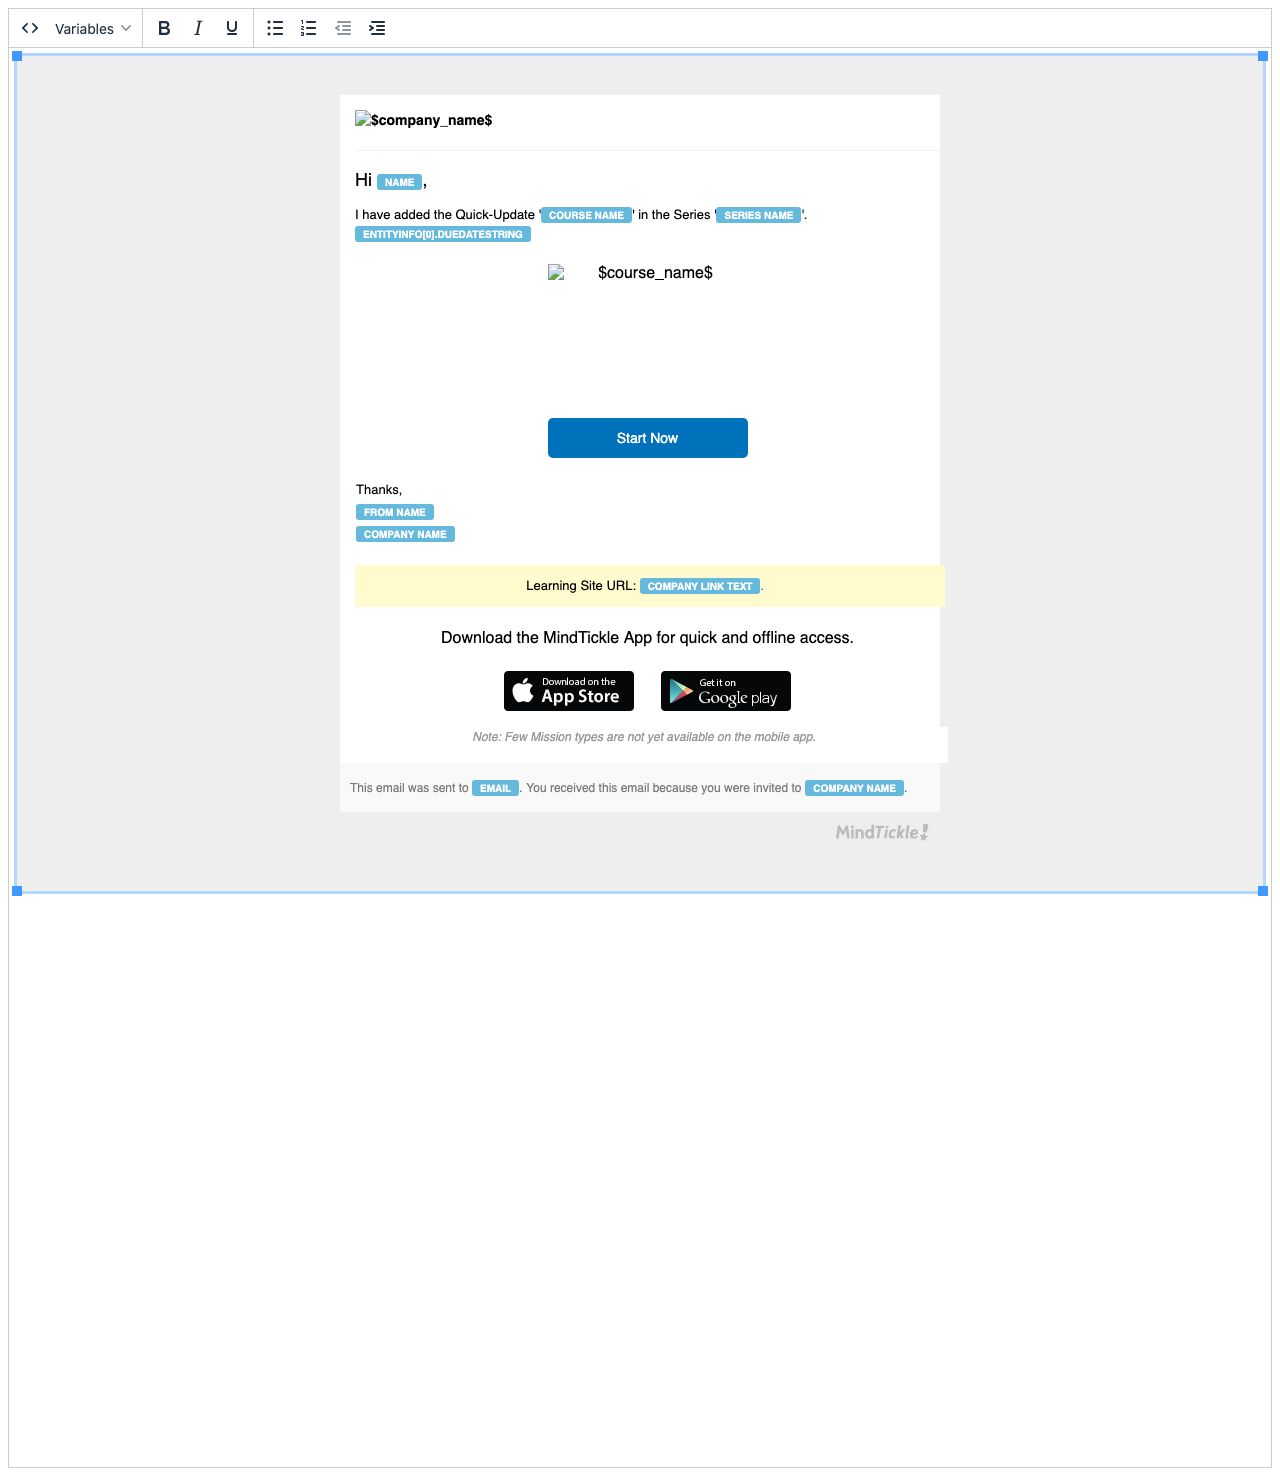 Variables
$company_name$
Hi NAME,
I have added the Quick-Update 'COURSE NAME' in the Series 'SERIES NAME'.
ENTITYINFO[0].DUEDATESTRING
$course_name$
Start Now
Thanks,
FROM NAME
COMPANY NAME
Learning Site URL: COMPANY LINK TEXT.
Download the MindTickle App for quick and offline access.
Download on the
App Store
Get it on
Google play
Note: Few Mission types are not yet available on the mobile app.
This email was sent to EMAIL. You received this email because you were invited to COMPANY NAME.
MindTickle!